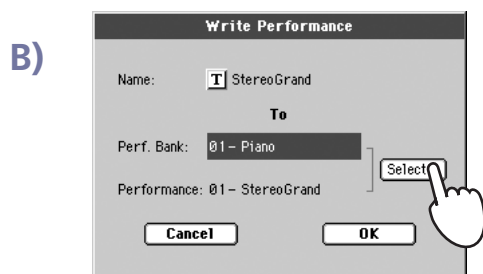 B)
Write Performance
Name: T StereoGrand
To
Perf. Bank: 01- Piano
Select
Performance: 01- StereoGrand
Cancel OK